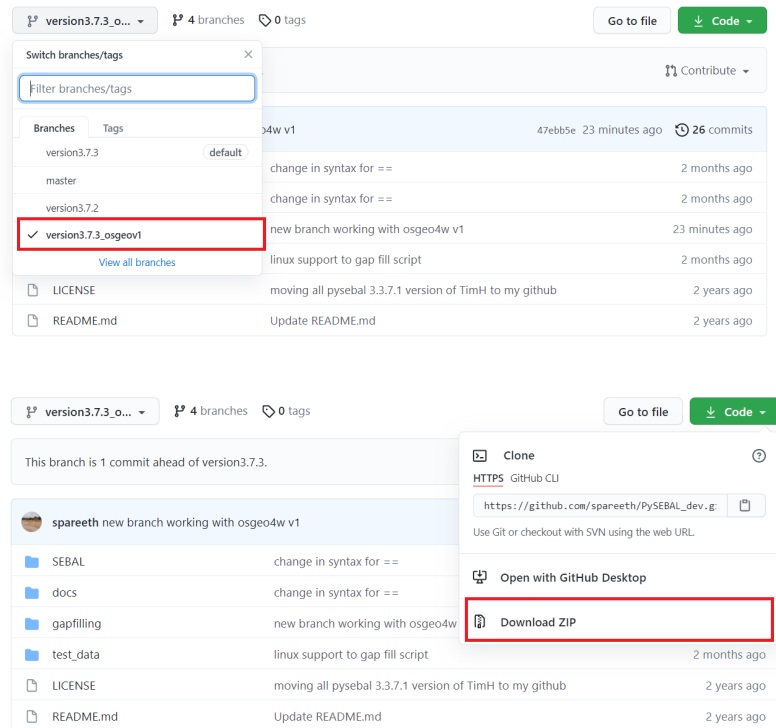 version3.7.3_o... 4 branches 0 tags Go to file Code
Switch branches/tags
Filter branches/tags
Contribute
Branches Tags
o4w v1 47ebb5e 23 minutes ago 26 commits
version3.7.3 default
change in syntax for == 2 months ago
master
change in syntax for == 2 months ago
version3.7.2
version3.7.3_osgeov1
new branch working with osgeo4w v1 23 minutes ago
View all branches
linux support to gap fill script 2 months ago
LICENSE moving all pysebal 3.3.7.1 version of TimH to my github 2 years ago
README.md Update README.md 2 years ago
version3.7.3_o... 4 branches 0 tags Go to file Code
This branch is 1 commit ahead of version3.7.3.
Clone
HTTPS GitHub CLI
https://github.com/spareeth/PySEBAL_dev.g
Use Git or checkout with SVN using the web URL.
Open with GitHub Desktop
Download ZIP
spareeth new branch working with osgeo4w v1
SEBAL change in syntax for ==
docs change in syntax for ==
gapfilling new branch working with osgeo4w
test_data linux support to gap fill script 2 months ago
LICENSE moving all pysebal 3.3.7.1 version of TimH to my github 2 years ago
README.md Update README.md 2 years ago